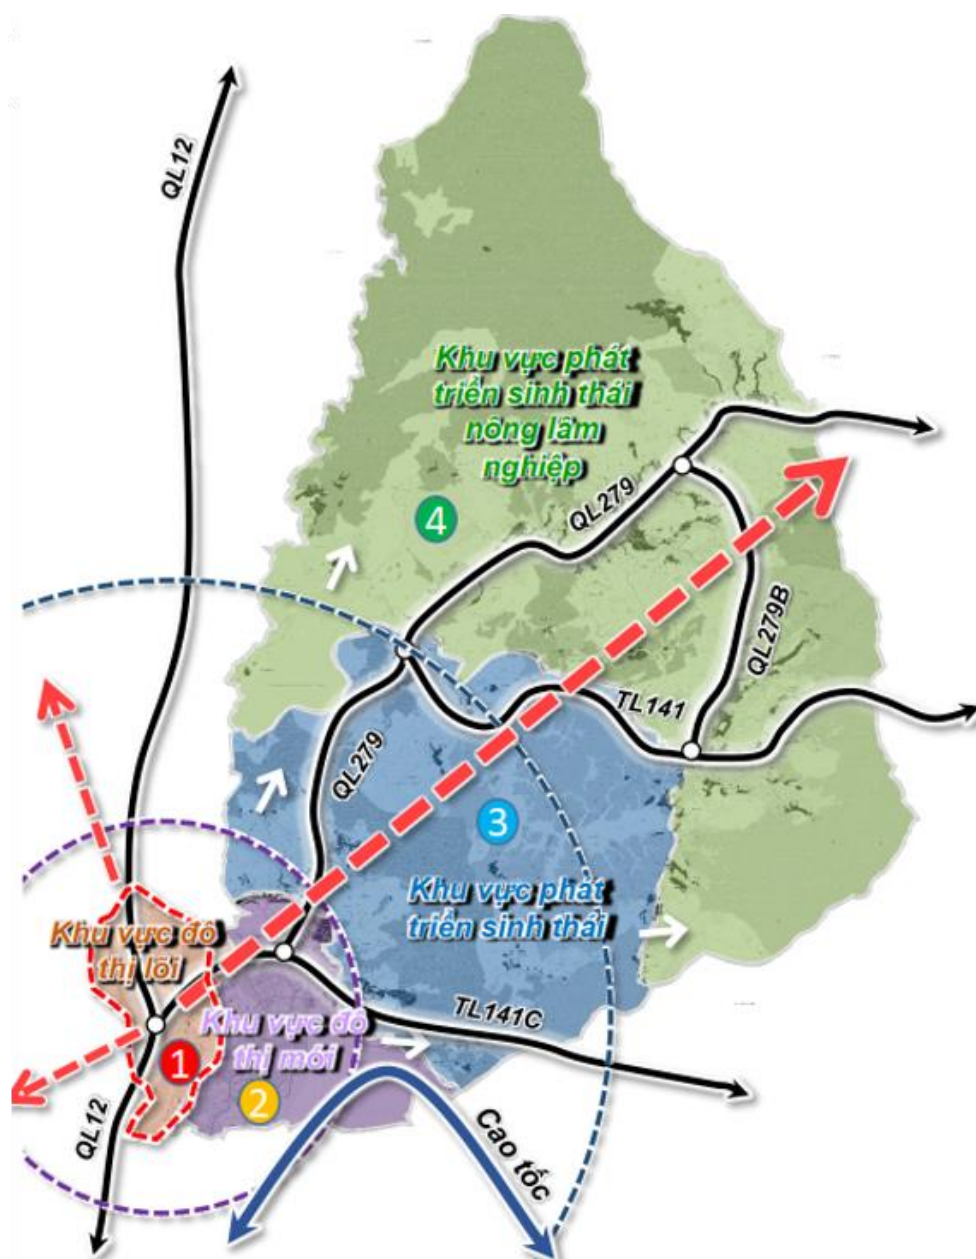 QL12
Khu vực phát
triển sinh thái
nông lâm
nghiệp
4
QL279
QL279B
TL141
QL279
3
Khu vực phát
triển sinh thái
Khu vực đô
thị lõi
TL141C
Khu vực đô
thị mới
1
2
QL12
Cao tốc